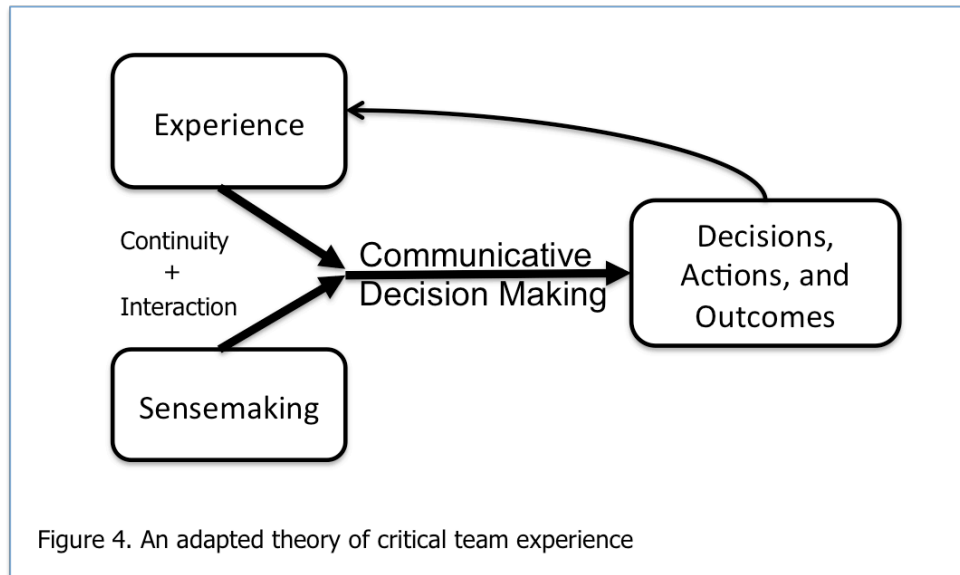 Experience
Continuity
+
Interaction
Communicative
Decision Making
Decisions,
Actions, and
Outcomes
Sensemaking
Figure 4. An adapted theory of critical team experience